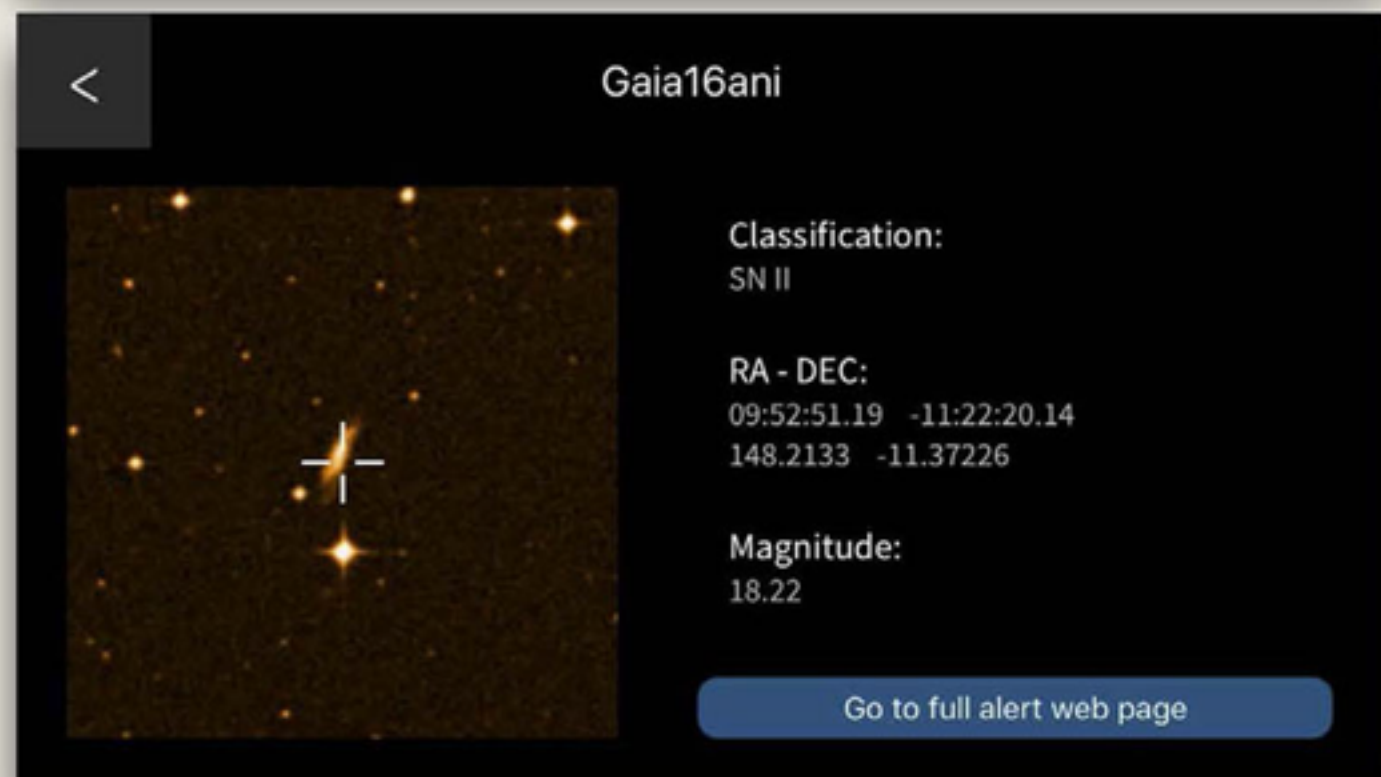 <
Gaia16ani
Classification:
SN II
RA - DEC:
09:52:51.19 -11:22:20.14
148.2133 -11.37226
Magnitude:
18.22
Go to full alert web page